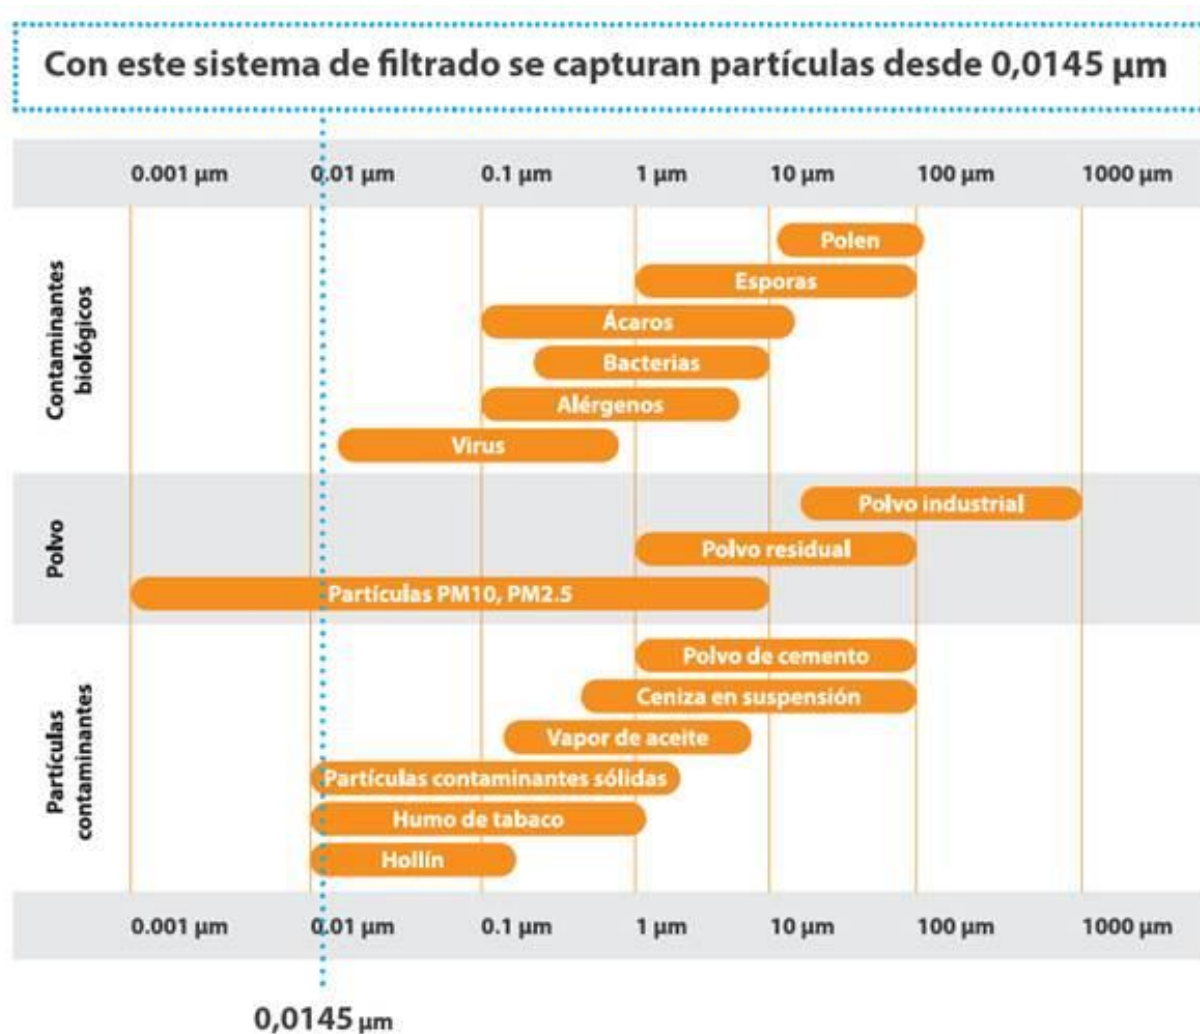 Con este sistema de filtrado se capturan partículas desde 0,0145 μm
0.001 μm 0.01 μm 0.1 μm 1 μm 10 μm 100 μm 1000 μm
Contaminantes
biológicos
Polen
Esporas
Ácaros
Bacterias
Alérgenos
Virus
Polvo
Polvo industrial
Polvo residual
Partículas PM10, PM2.5
Partículas
contaminantes
Polvo de cemento
Ceniza en suspensión
Vapor de aceite
Partículas contaminantes sólidas
Humo de tabaco
Hollín
0.001 μm 0.01 μm 0.1 μm 1 μm 10 μm 100 μm 1000 μm
0,0145 μm